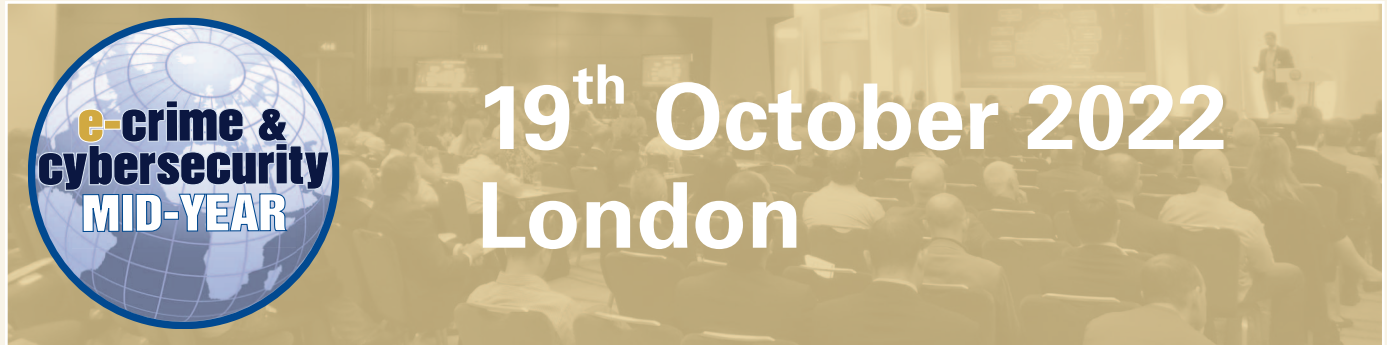 e-crime &
cybersecurity
MID-YEAR
19th October 2022
London